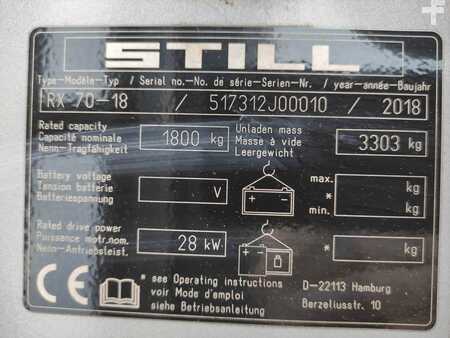 STILL
Type-Modèle-Typ / Serial no.-No. de série-Serien-Nr. / year-année-Baujahr
RX 70-18 / 517312J00010 / 2018
Rated capacity
Capacité nominale
Nenn-Tragfähigkeit
1800 kg
Unladen mass
Masse à vide
Leergewicht
3303 kg
Battery voltage
Tension batterie
Batteriespannung
V
max.
kg
*
min.
kg
Rated drive power
Puissance motr.nom.
Nenn-Antriebsleist.
28 kW
*
kg
CE
* see Operating instructions
voir Mode d'emploi
siehe Betriebsanleitung
D-22113 Hamburg
Berzeliusstr. 10